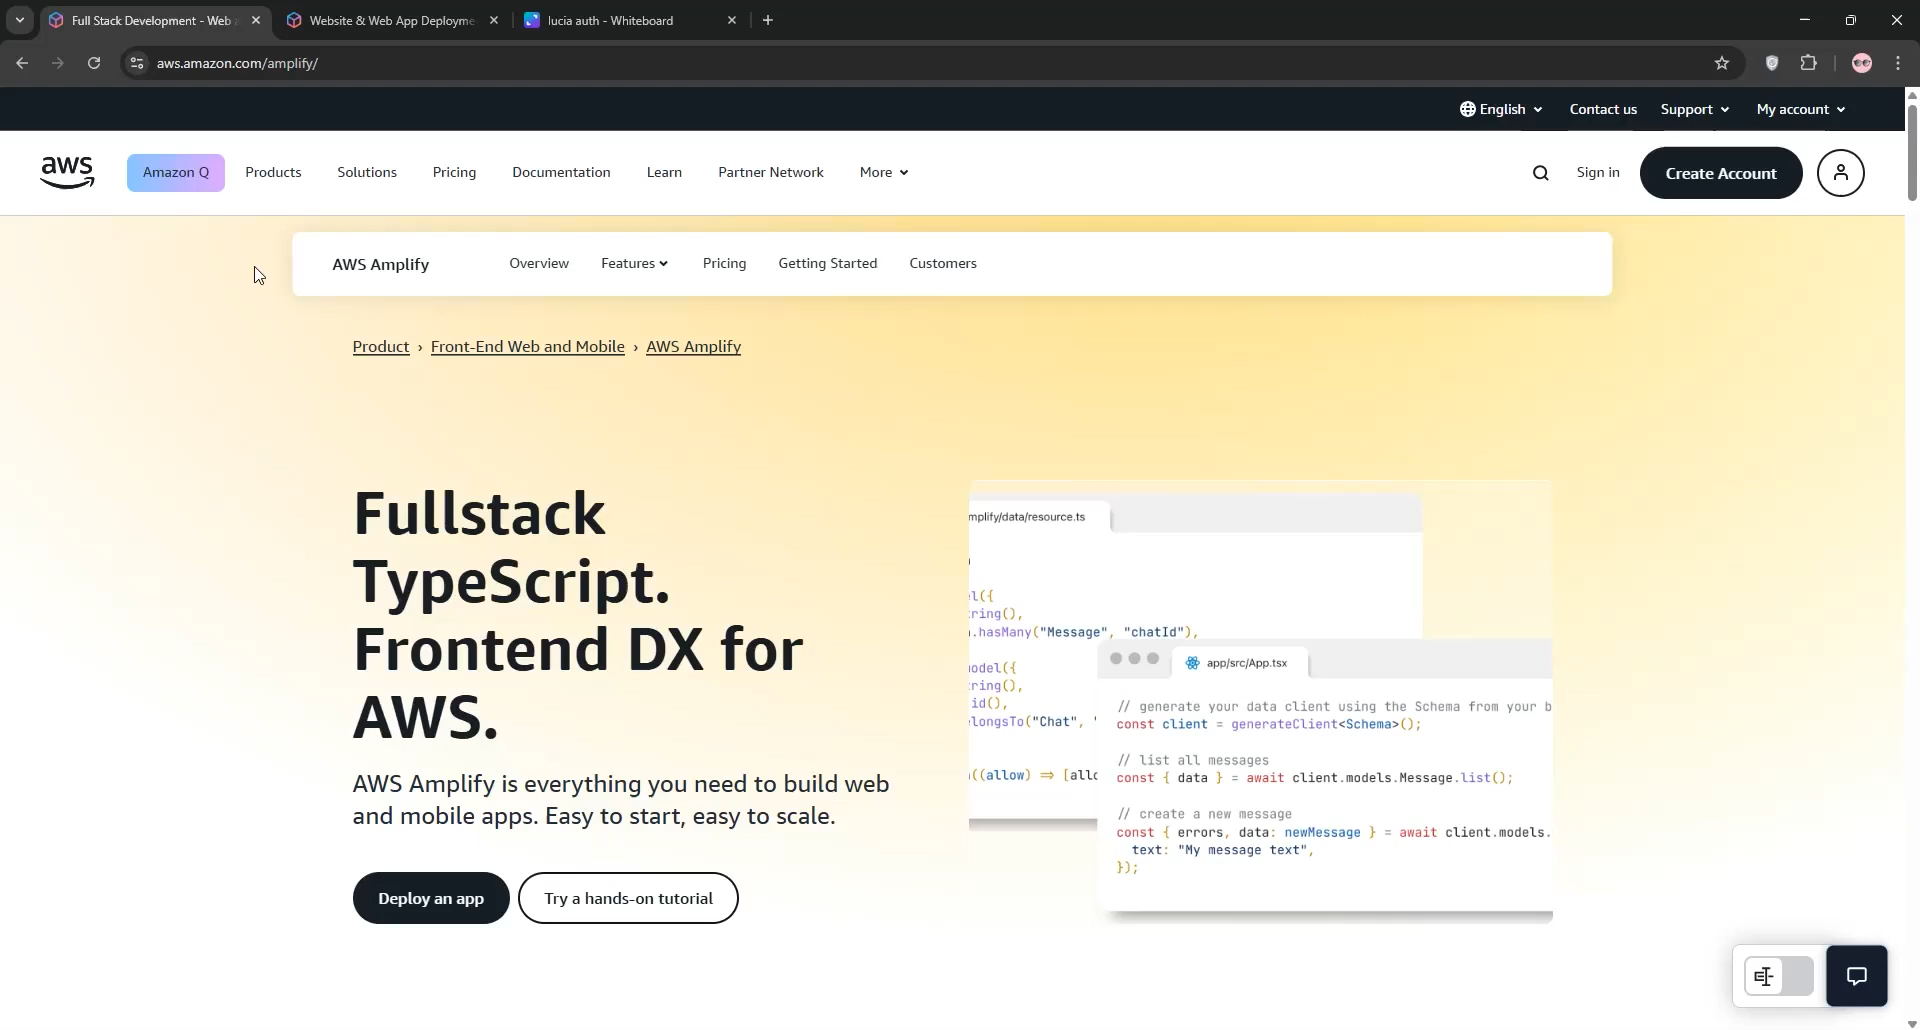 Full Stack Development - Web
Website & Web App Deployme
lucia auth - Whiteboard
aws.amazon.com/amplify/
English
Contact us
Support
My account
aws
Amazon Q
Products
Solutions
Pricing
Documentation
Learn
Partner Network
More
Sign in
Create Account
AWS Amplify
Overview
Features
Pricing
Getting Started
Customers
Product › Front-End Web and Mobile › AWS Amplify
Fullstack
TypeScript.
Frontend DX for
AWS.
AWS Amplify is everything you need to build web
and mobile apps. Easy to start, easy to scale.
Deploy an app
Try a hands-on tutorial
mplify/data/resource.ts
el({
ring(),
.hasMany("Message", "chatId"),
odel({
ring(),
id(),
elongsTo("Chat", "
((allow) => [allo
app/src/App.tsx
// generate your data client using the Schema from your b
const client = generateClient<Schema>();
// list all messages
const { data } = await client.models.Message.list();
// create a new message
const { errors, data: newMessage } = await client.models.
text: "My message text",
});